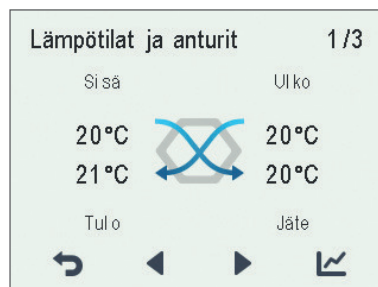 Lämpötilat ja anturit 1/3
Sisä Ulko
20°C 20°C
21°C 20°C
Tulo Jäte